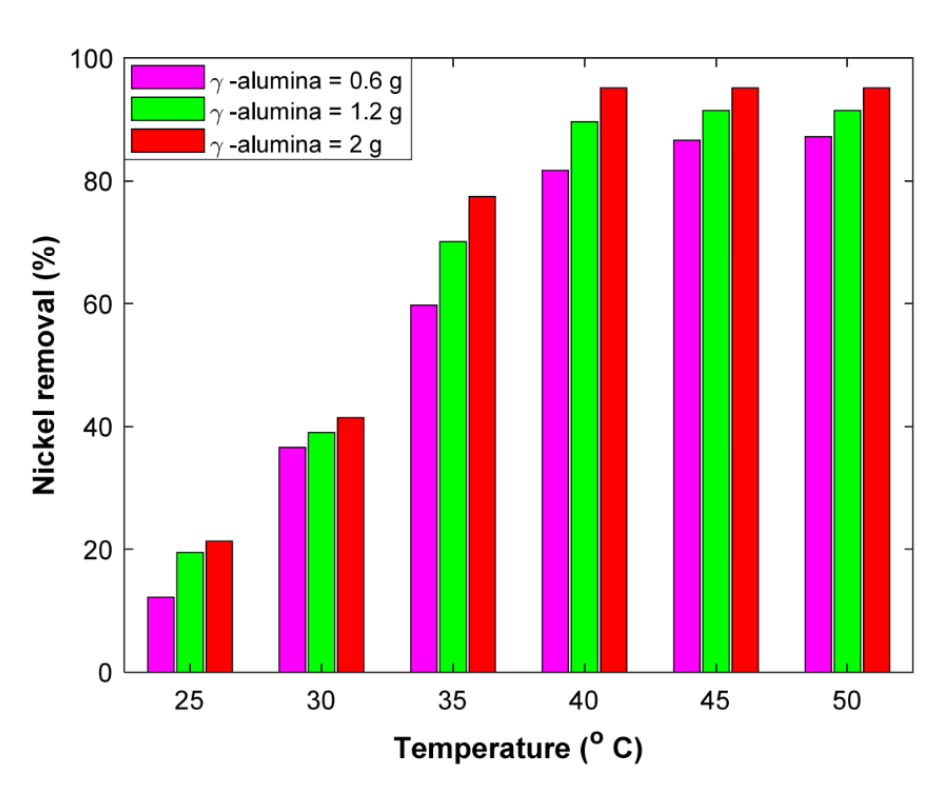 100
γ -alumina = 0.6 g
γ -alumina = 1.2 g
γ -alumina = 2 g
80
60
40
20
0
Nickel removal (%)
25 30 35 40 45 50
Temperature (° C)